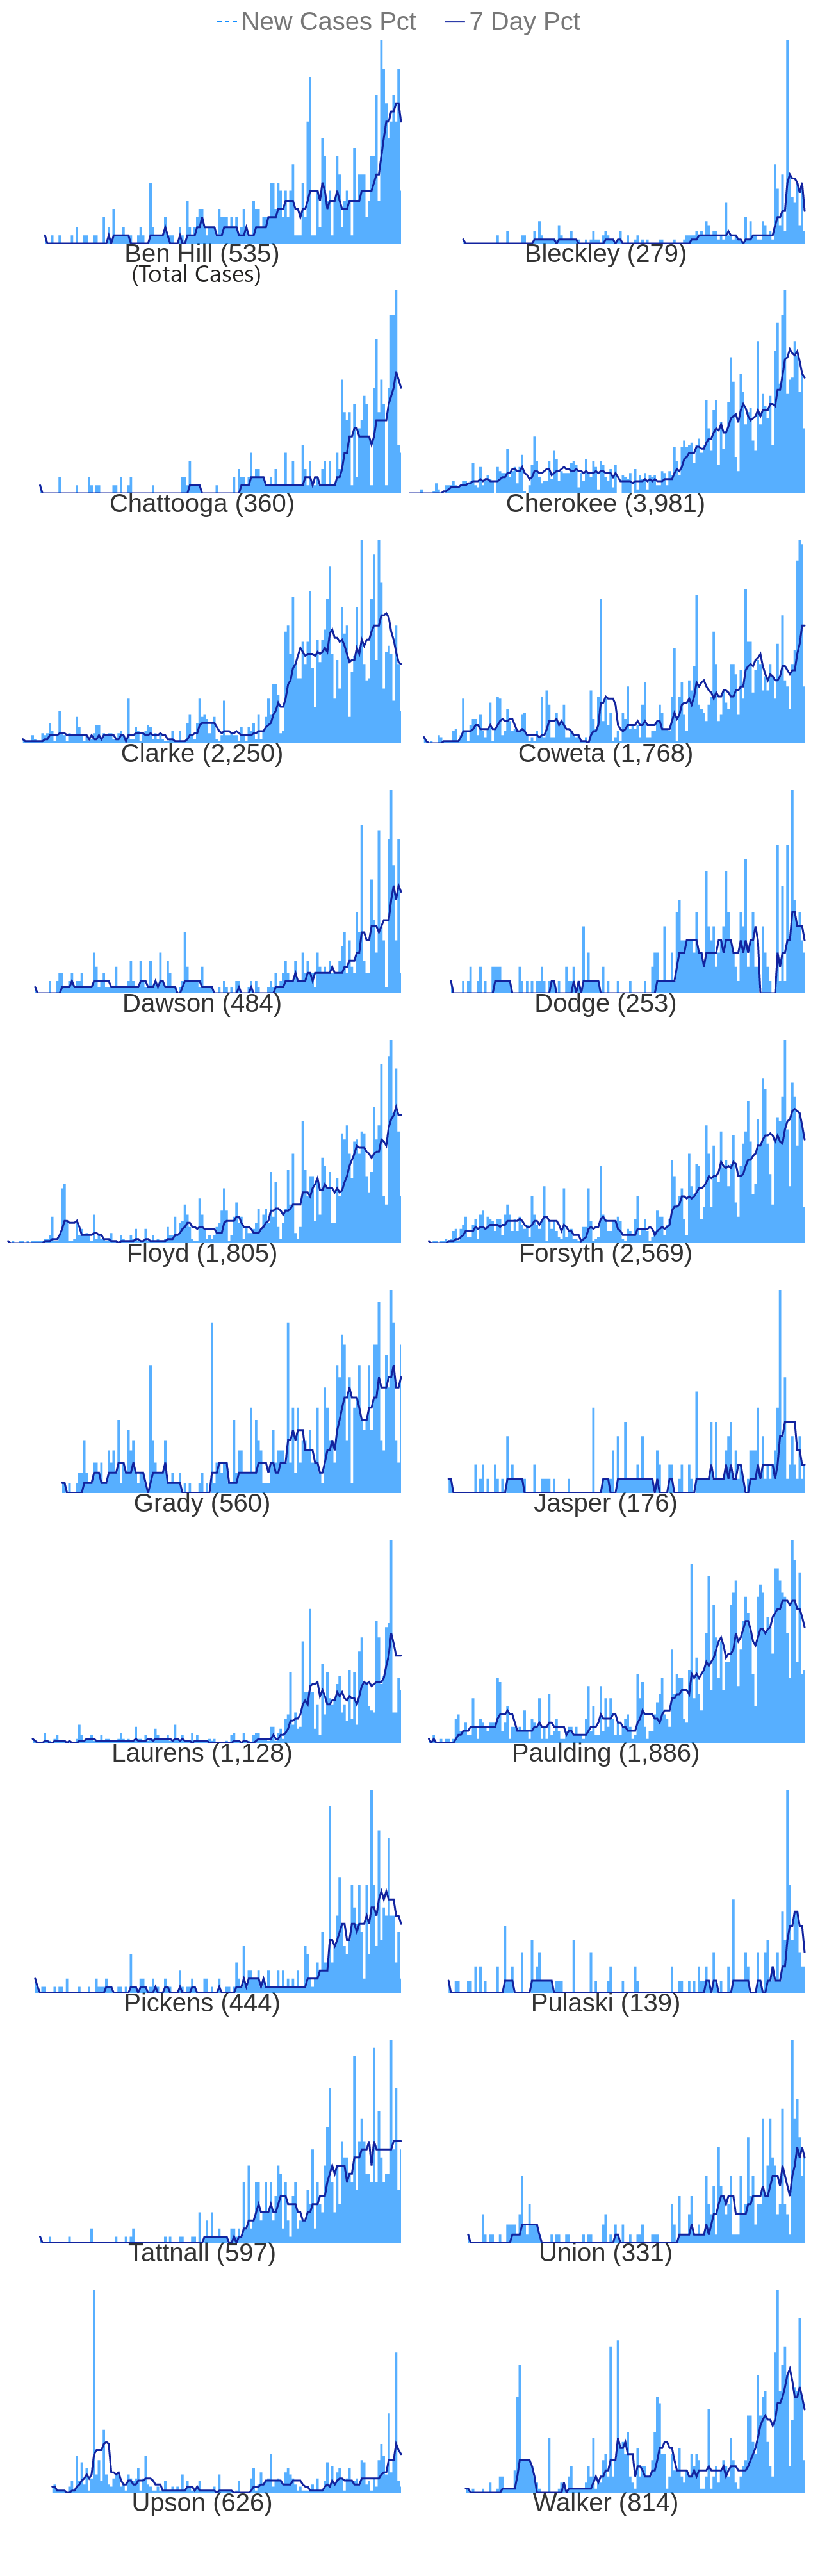 New Cases Pct 7 Day Pct
Ben Hill (535) Bleckley (279)
(Total Cases)
Chattooga (360) Cherokee (3,981)
Clarke (2,250) Coweta (1,768)
Dawson (484) Dodge (253)
Floyd (1,805) Forsyth (2,569)
Grady (560) Jasper (176)
Laurens (1,128) Paulding (1,886)
Pickens (444) Pulaski (139)
Tattnall (597) Union (331)
Upson (626) Walker (814)